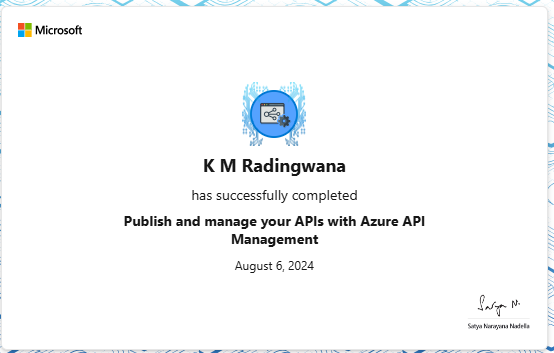 Microsoft
K M Radingwana
has successfully completed
Publish and manage your APIs with Azure API
Management
August 6, 2024
Satya N.
Satya Narayana Nadella